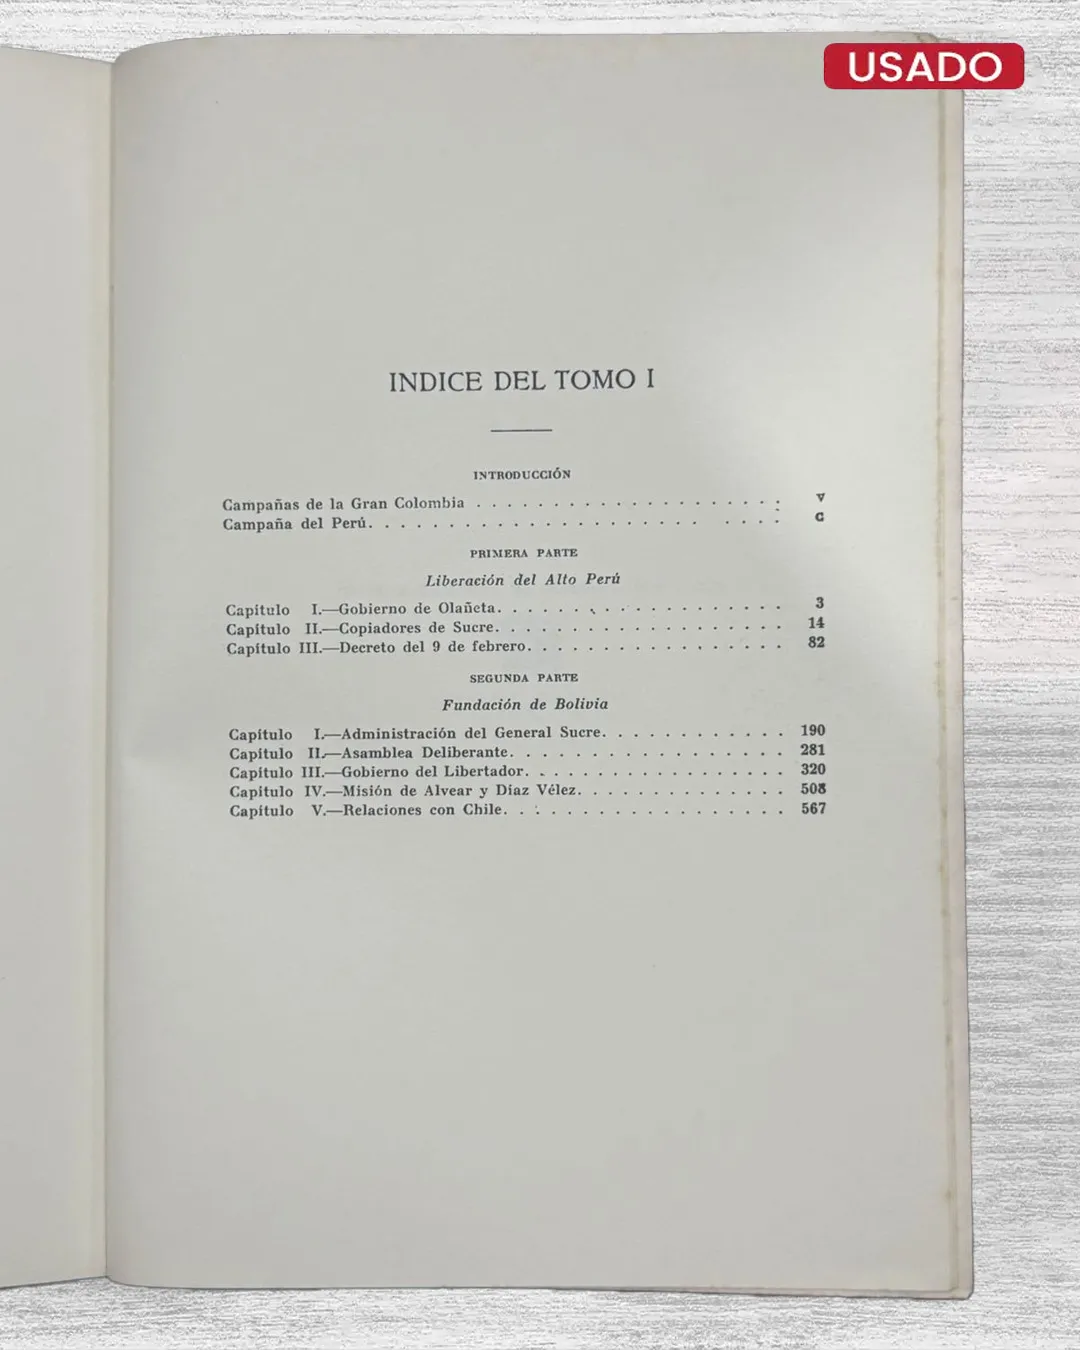 USADO
INDICE DEL TOMO I
INTRODUCCIÓN
Campañas de la Gran Colombia . . . . . . . . . . . . . . . . . . . . V
Campaña del Perú. . . . . . . . . . . . . . . . . . . . . . . . . . C
PRIMERA PARTE
Liberación del Alto Perú
Capítulo I.—Gobierno de Olañeta. . . . . . . . . . . . . . . . . . . 3
Capítulo II.—Copiadores de Sucre. . . . . . . . . . . . . . . . . . . 14
Capítulo III.—Decreto del 9 de febrero. . . . . . . . . . . . . . . . . 82
SEGUNDA PARTE
Fundación de Bolivia
Capítulo I.—Administración del General Sucre. . . . . . . . . . . . . 190
Capítulo II.—Asamblea Deliberante. . . . . . . . . . . . . . . . . . . 281
Capítulo III.—Gobierno del Libertador. . . . . . . . . . . . . . . . . . 320
Capítulo IV.—Misión de Alvear y Díaz Vélez. . . . . . . . . . . . . . 508
Capítulo V.—Relaciones con Chile. . . . . . . . . . . . . . . . . . . 567